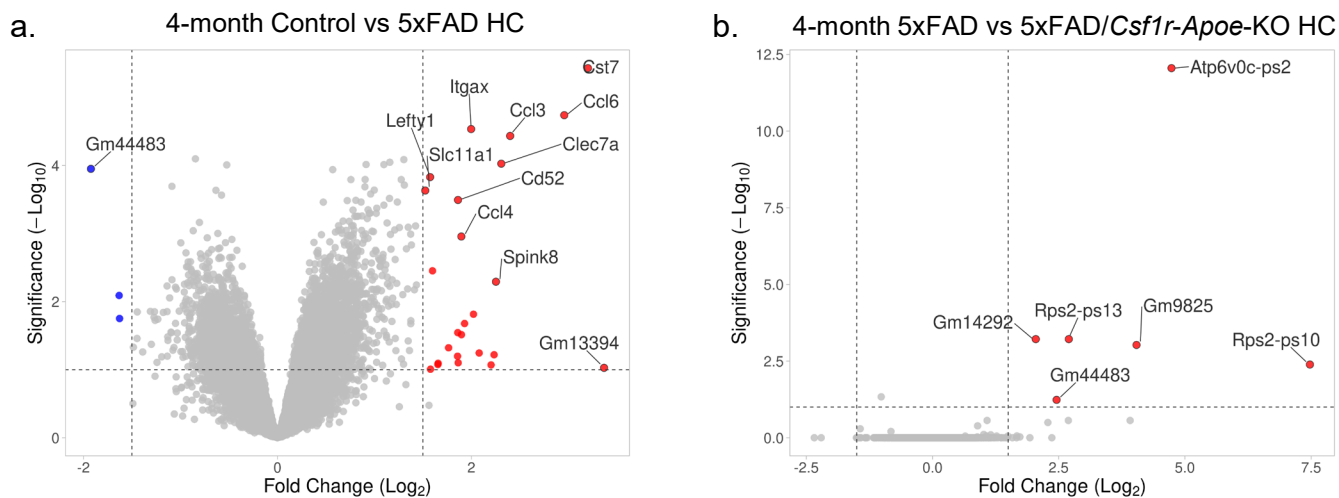 a.
4-month Control vs 5xFAD HC
Cst7
Itgax
Ccl6
Ccl3
Lefty1
Gm44483
Clec7a
Slc11a1
Cd52
Ccl4
Spink8
Gm13394
4
2
0
Significance (−Log10)
-2
0
2
Fold Change (Log2)
b.
4-month 5xFAD vs 5xFAD/Csf1r-Apoe-KO HC
Atp6v0c-ps2
Gm14292
Rps2-ps13
Gm9825
Rps2-ps10
Gm44483
12.5
10.0
7.5
5.0
2.5
0.0
Significance (−Log10)
-2.5
0.0
2.5
5.0
7.5
Fold Change (Log2)